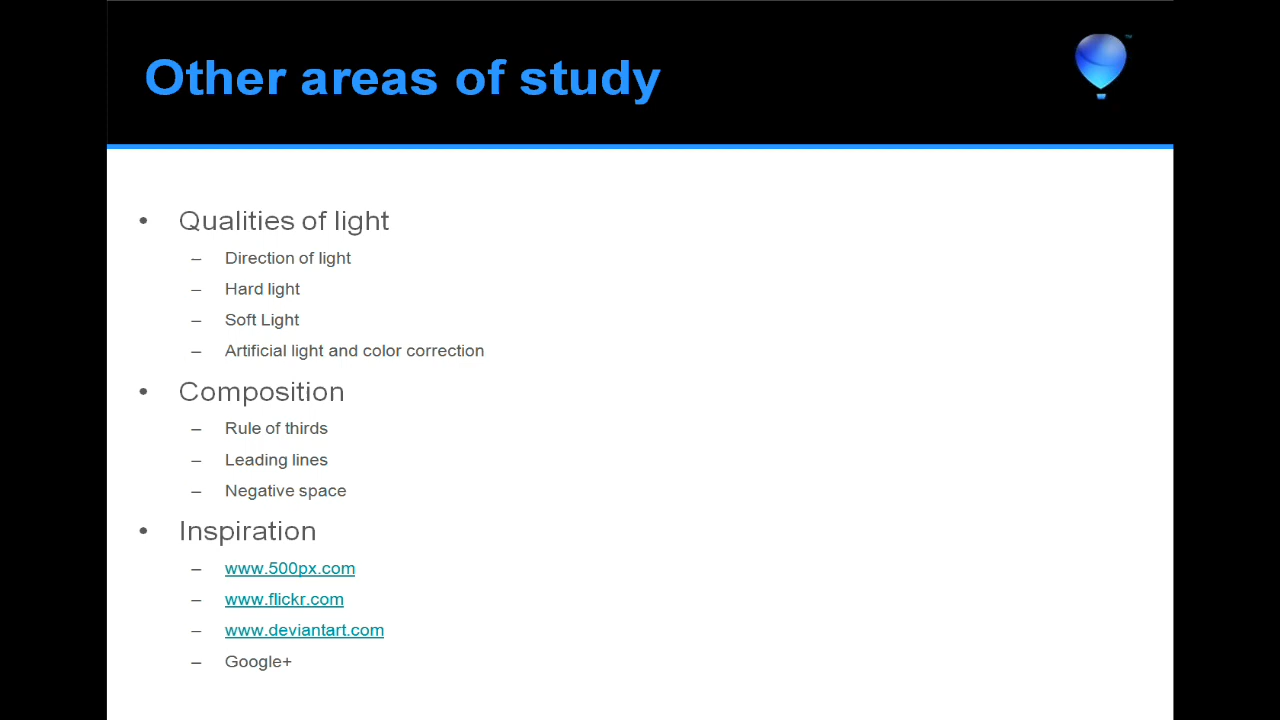 Other areas of study
™
• Qualities of light
– Direction of light
– Hard light
– Soft Light
– Artificial light and color correction
• Composition
– Rule of thirds
– Leading lines
– Negative space
• Inspiration
– www.500px.com
– www.flickr.com
– www.deviantart.com
– Google+